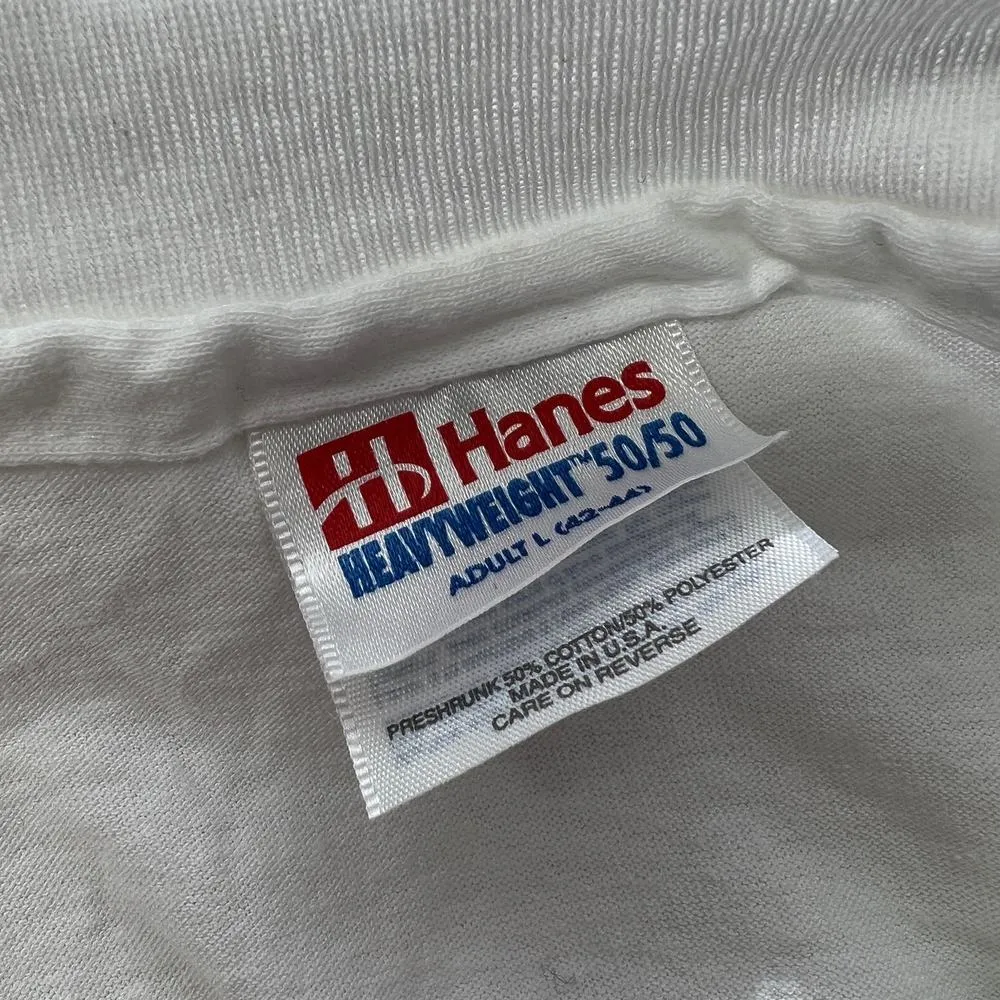 Hanes
HEAVYWEIGHT™ 50/50
ADULT L (42-44)
PRESHRUNK 50% COTTON/50% POLYESTER
MADE IN U.S.A.
CARE ON REVERSE